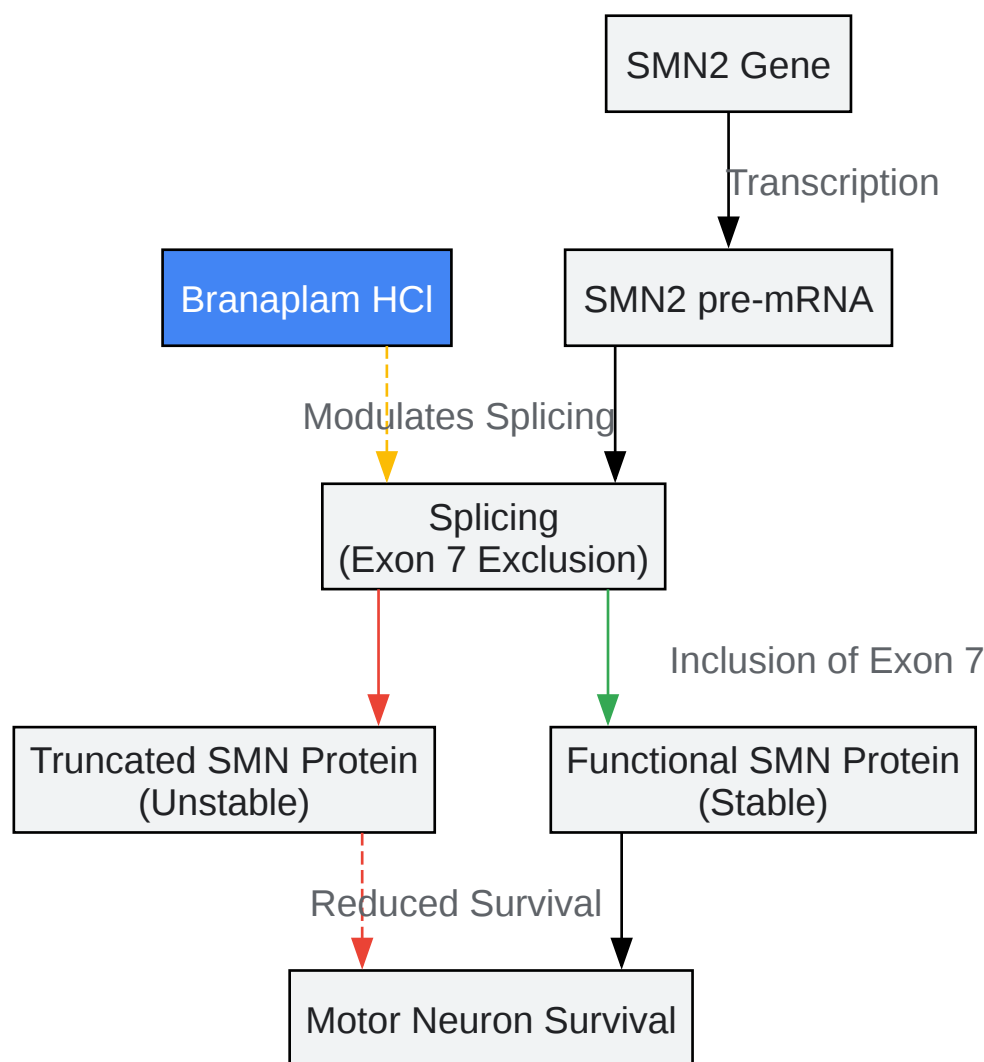 SMN2 Gene
Transcription
Branaplam HCl
SMN2 pre-mRNA
Modulates Splicing
Splicing
(Exon 7 Exclusion)
Inclusion of Exon 7
Truncated SMN Protein
(Unstable)
Functional SMN Protein
(Stable)
Reduced Survival
Motor Neuron Survival